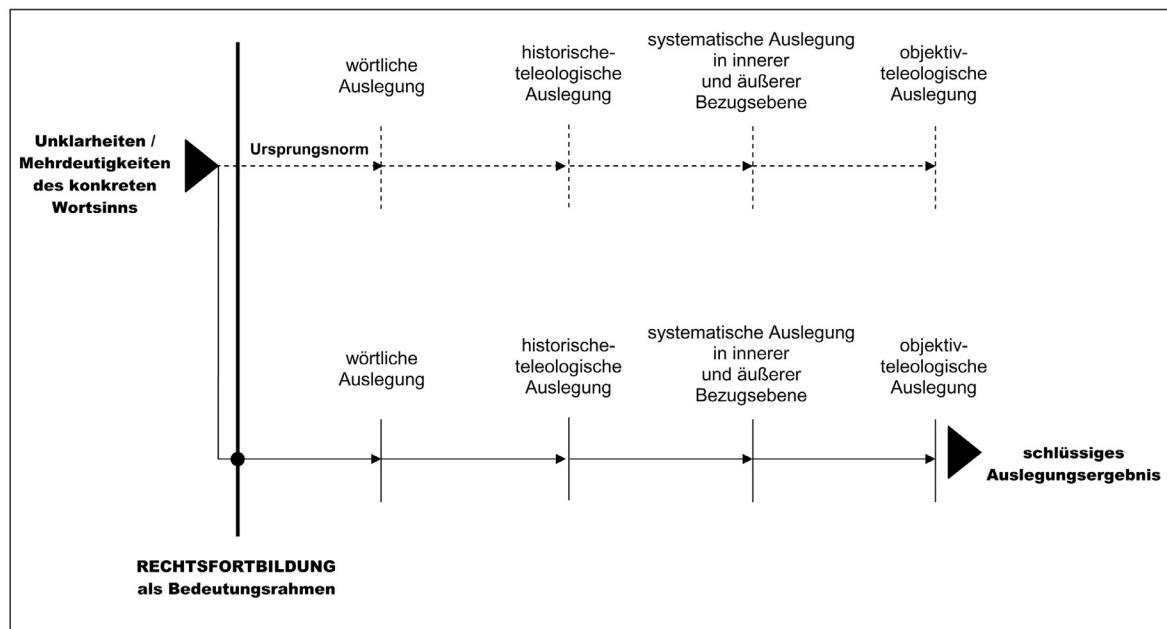 wörtliche
Auslegung
historische-
teleologische
Auslegung
systematische Auslegung
in innerer
und äußerer
Bezugsebene
objektiv-
teleologische
Auslegung
Unklarheiten /
Mehrdeutigkeiten
des konkreten
Wortsinns
Ursprungsnorm
wörtliche
Auslegung
historische-
teleologische
Auslegung
systematische Auslegung
in innerer
und äußerer
Bezugsebene
objektiv-
teleologische
Auslegung
schlüssiges
Auslegungsergebnis
RECHTSFORTBILDUNG
als Bedeutungsrahmen